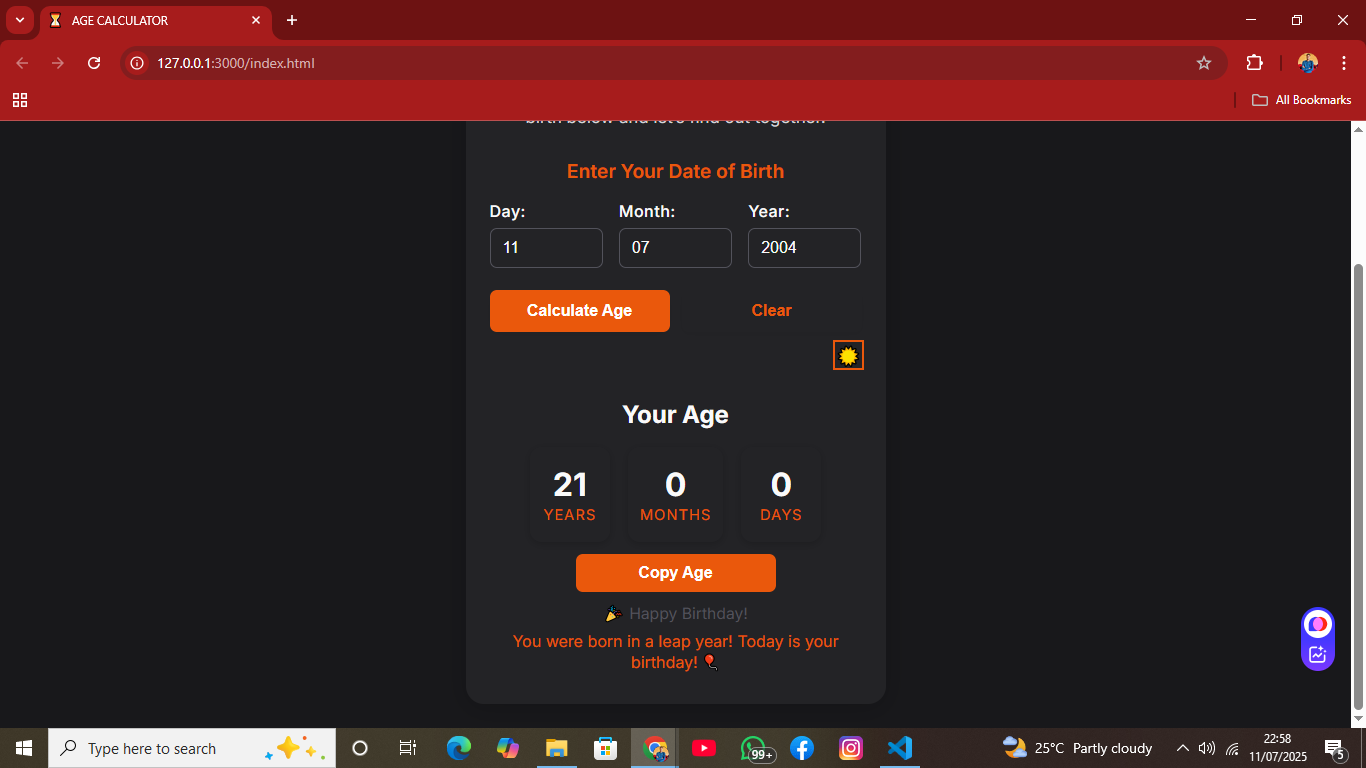 AGE CALCULATOR
127.0.0.1:3000/index.html
All Bookmarks
birth below and let's find out together.
Enter Your Date of Birth
Day: Month: Year:
11 07 2004
Calculate Age Clear
Your Age
21 0 0
YEARS MONTHS DAYS
Copy Age
🎉 Happy Birthday!
You were born in a leap year! Today is your
birthday! 🎈
Type here to search 99+ 25°C Partly cloudy 22:58
11/07/2025 5